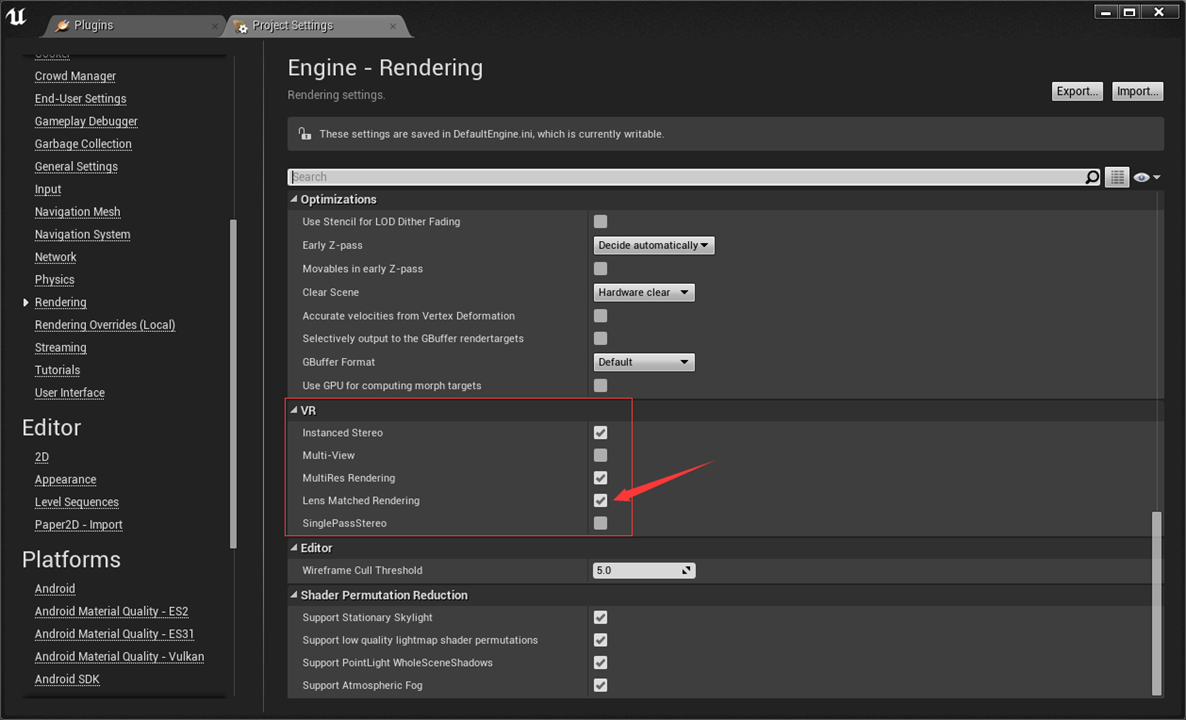 Plugins
Project Settings
Cooker
Crowd Manager
End-User Settings
Gameplay Debugger
Garbage Collection
General Settings
Input
Navigation Mesh
Navigation System
Network
Physics
Rendering
Rendering Overrides (Local)
Streaming
Tutorials
User Interface
Editor
2D
Appearance
Level Sequences
Paper2D - Import
Platforms
Android
Android Material Quality - ES2
Android Material Quality - ES31
Android Material Quality - Vulkan
Android SDK
Engine - Rendering
Rendering settings.
Export...
Import...
These settings are saved in DefaultEngine.ini, which is currently writable.
Search
Optimizations
Use Stencil for LOD Dither Fading
Early Z-pass Decide automatically
Movables in early Z-pass
Clear Scene Hardware clear
Accurate velocities from Vertex Deformation
Selectively output to the GBuffer rendertargets
GBuffer Format Default
Use GPU for computing morph targets
VR
Instanced Stereo
Multi-View
MultiRes Rendering
Lens Matched Rendering
SinglePassStereo
Editor
Wireframe Cull Threshold 5.0
Shader Permutation Reduction
Support Stationary Skylight
Support low quality lightmap shader permutations
Support PointLight WholeSceneShadows
Support Atmospheric Fog